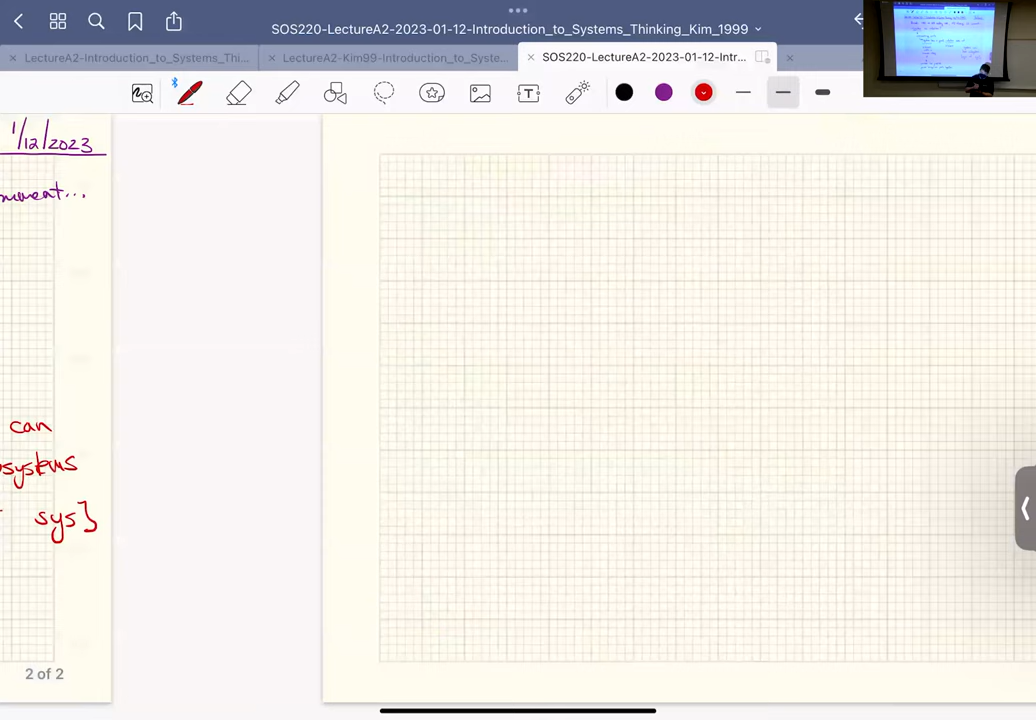 SOS220-LectureA2-2023-01-12-Introduction_to_Systems_Thinking_Kim_1999
LectureA2-Introduction_to_Systems_Thi...
LectureA2-Kim99-Introduction_to_Syste...
SOS220-LectureA2-2023-01-12-Intr...
T
1/12/2023
can
systems
sys}
2 of 2